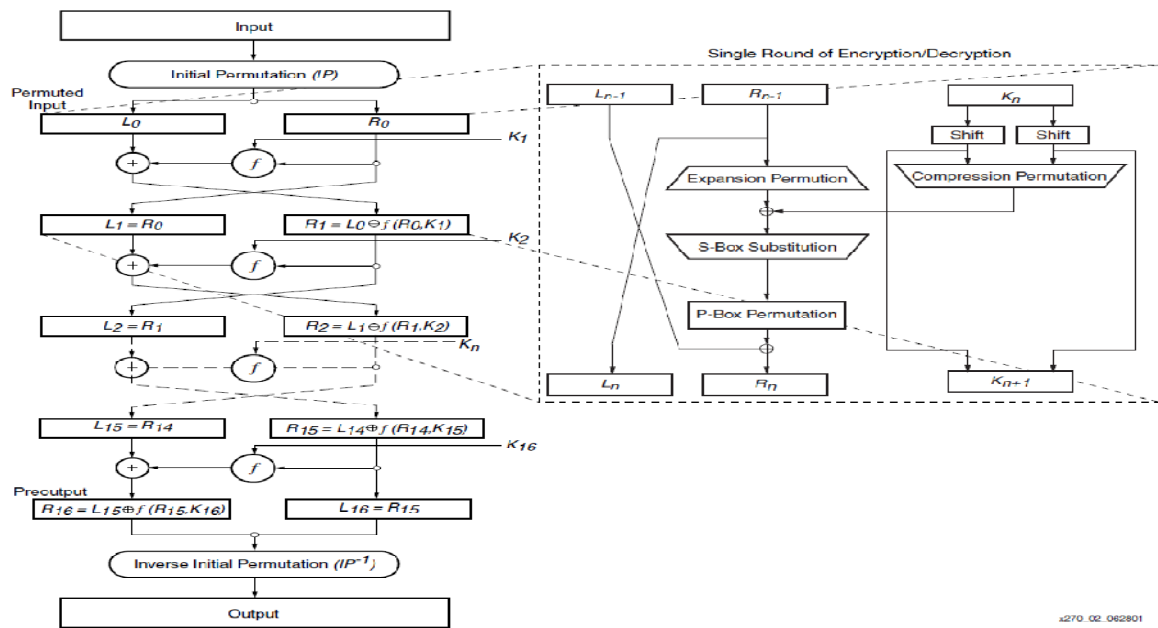 Input
Initial Permutation (IP)
Permuted
Input
L0
R0
K1
+
f
L1 = R0
R1 = L0 ⊖ f (R0,K1)
K2
+
f
L2 = R1
R2 = L1 ⊖ f (R1,K2)
Kn
+
f
L15 = R14
R15 = L14 ⊕ f (R14,K15)
K16
+
f
Precutput
R16 = L15 ⊕ f (R15,K16)
L16 = R15
Inverse Initial Permutation (IP-1)
Output
Single Round of Encryption/Decryption
Ln-1
Rn-1
Kn
Shift
Shift
Expansion Permution
Compression Permutation
S-Box Substitution
P-Box Permutation
Ln
Rn
Kn+1
x270_02_062801